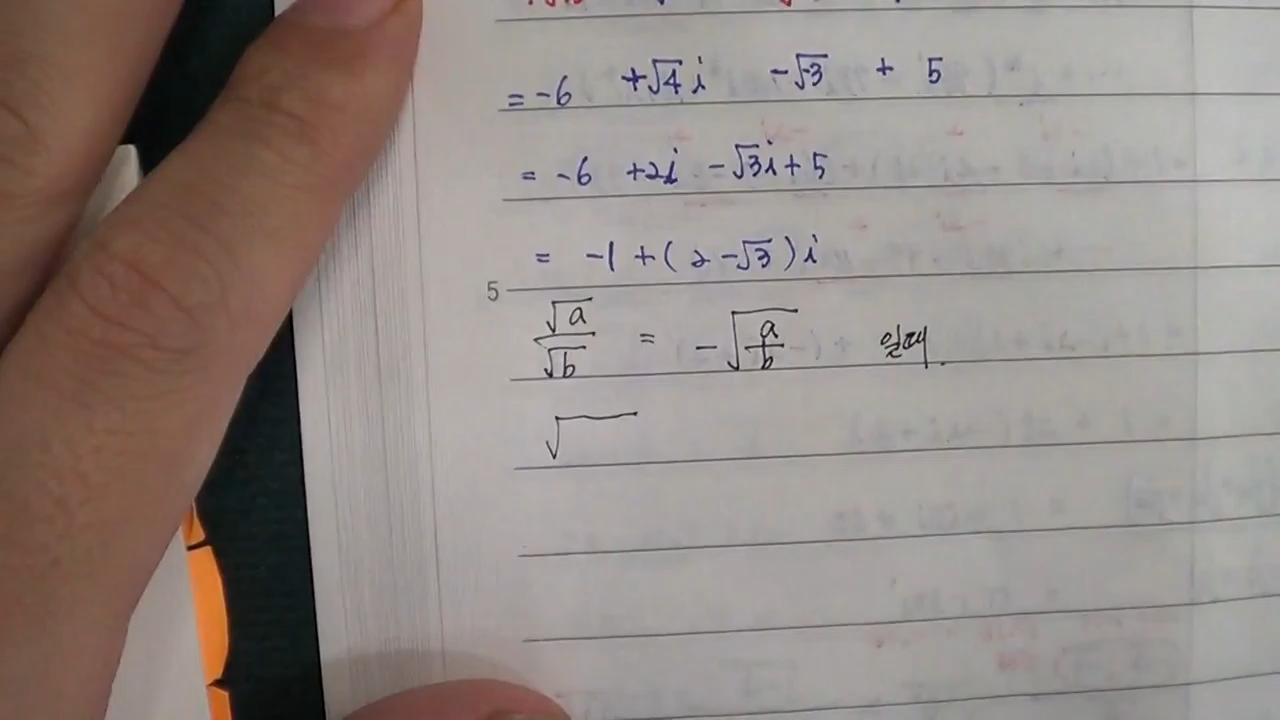 = -6 +√4 i -√-3 + 5
= -6 +2i -√3i + 5
= -1 + ( 2 - √3 ) i
5
√a/√b = -√(a/b) 일때.
√